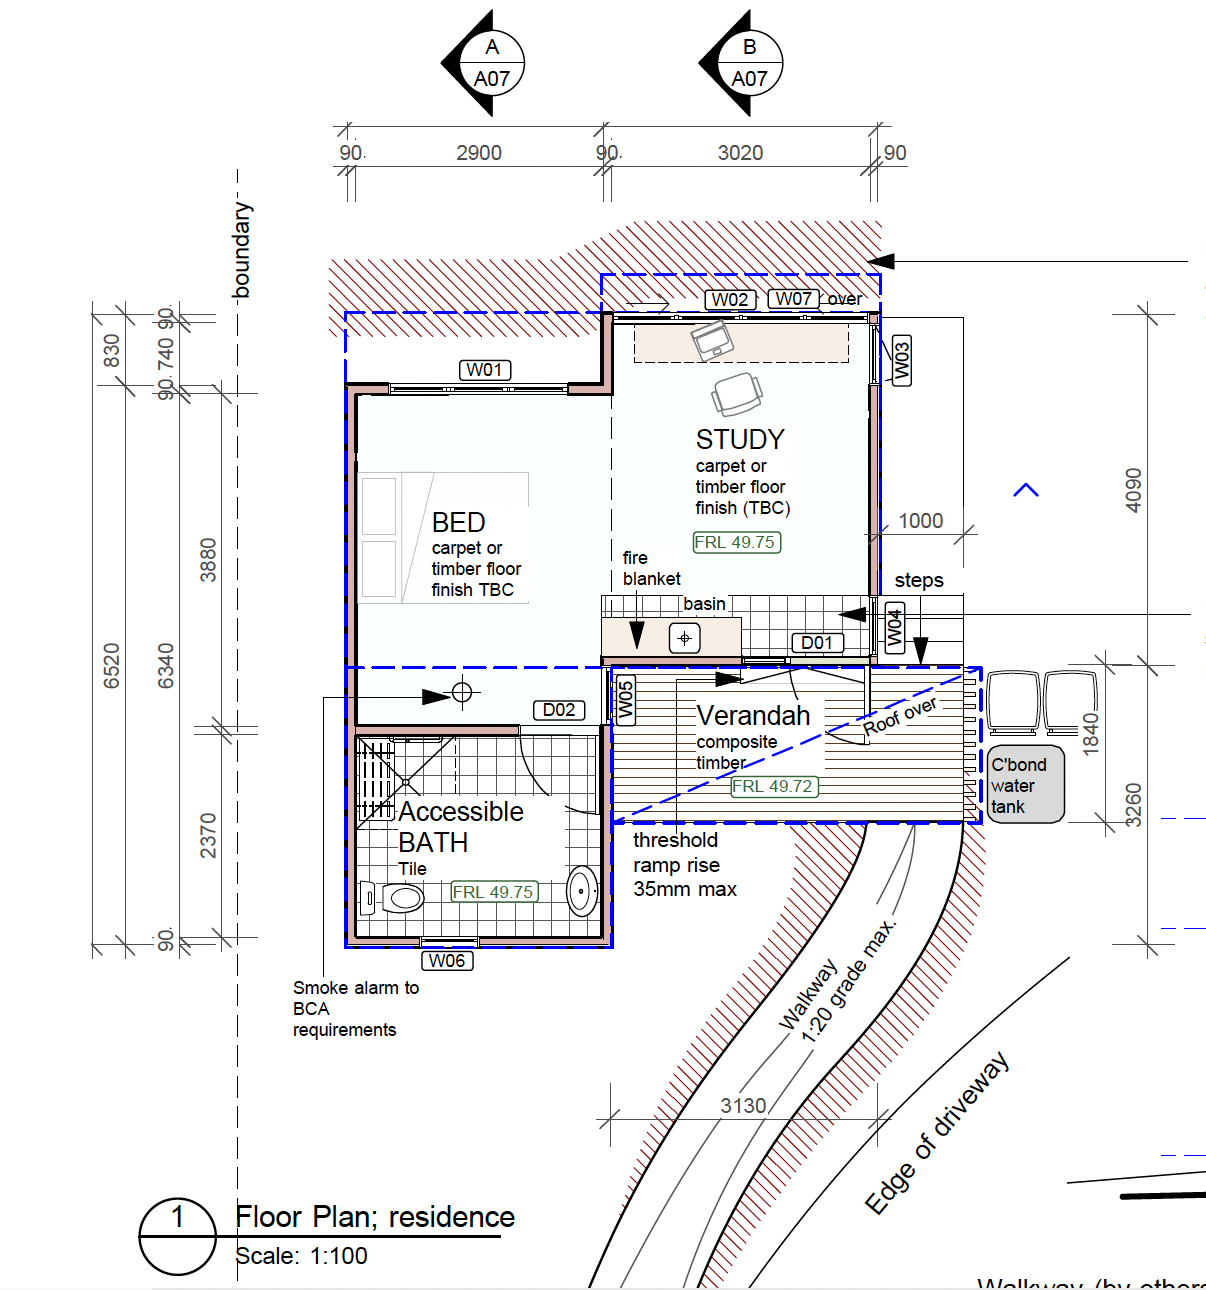 A
A07
B
A07
90.
2900
90.
3020
90
boundary
W02
W07
over
W01
W03
830
90.
740
90.
STUDY
carpet or
timber floor
finish (TBC)
FRL 49.75
BED
carpet or
timber floor
finish TBC
fire
blanket
basin
1000
steps
4090
3880
6520
6340
W04
D01
W05
D02
Verandah
composite
timber
Roof over
FRL 49.72
1840
C'bond
water
tank
3260
Accessible
BATH
Tile
FRL 49.75
2370
90.
threshold
ramp rise
35mm max
W06
Smoke alarm to
BCA
requirements
Walkway
1:20 grade max.
3130
Edge of driveway
1
Floor Plan; residence
Scale: 1:100
Walkway (by others